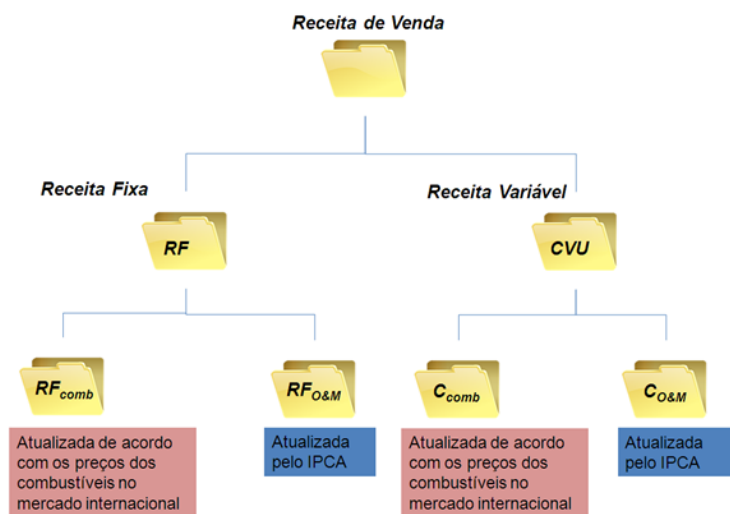 Receita de Venda
Receita Fixa
Receita Variável
RF
CVU
RFcomb
RFO&M
Ccomb
CO&M
Atualizada de acordo
com os preços dos
combustíveis no
mercado internacional
Atualizada
pelo IPCA
Atualizada de acordo
com os preços dos
combustíveis no
mercado internacional
Atualizada
pelo IPCA